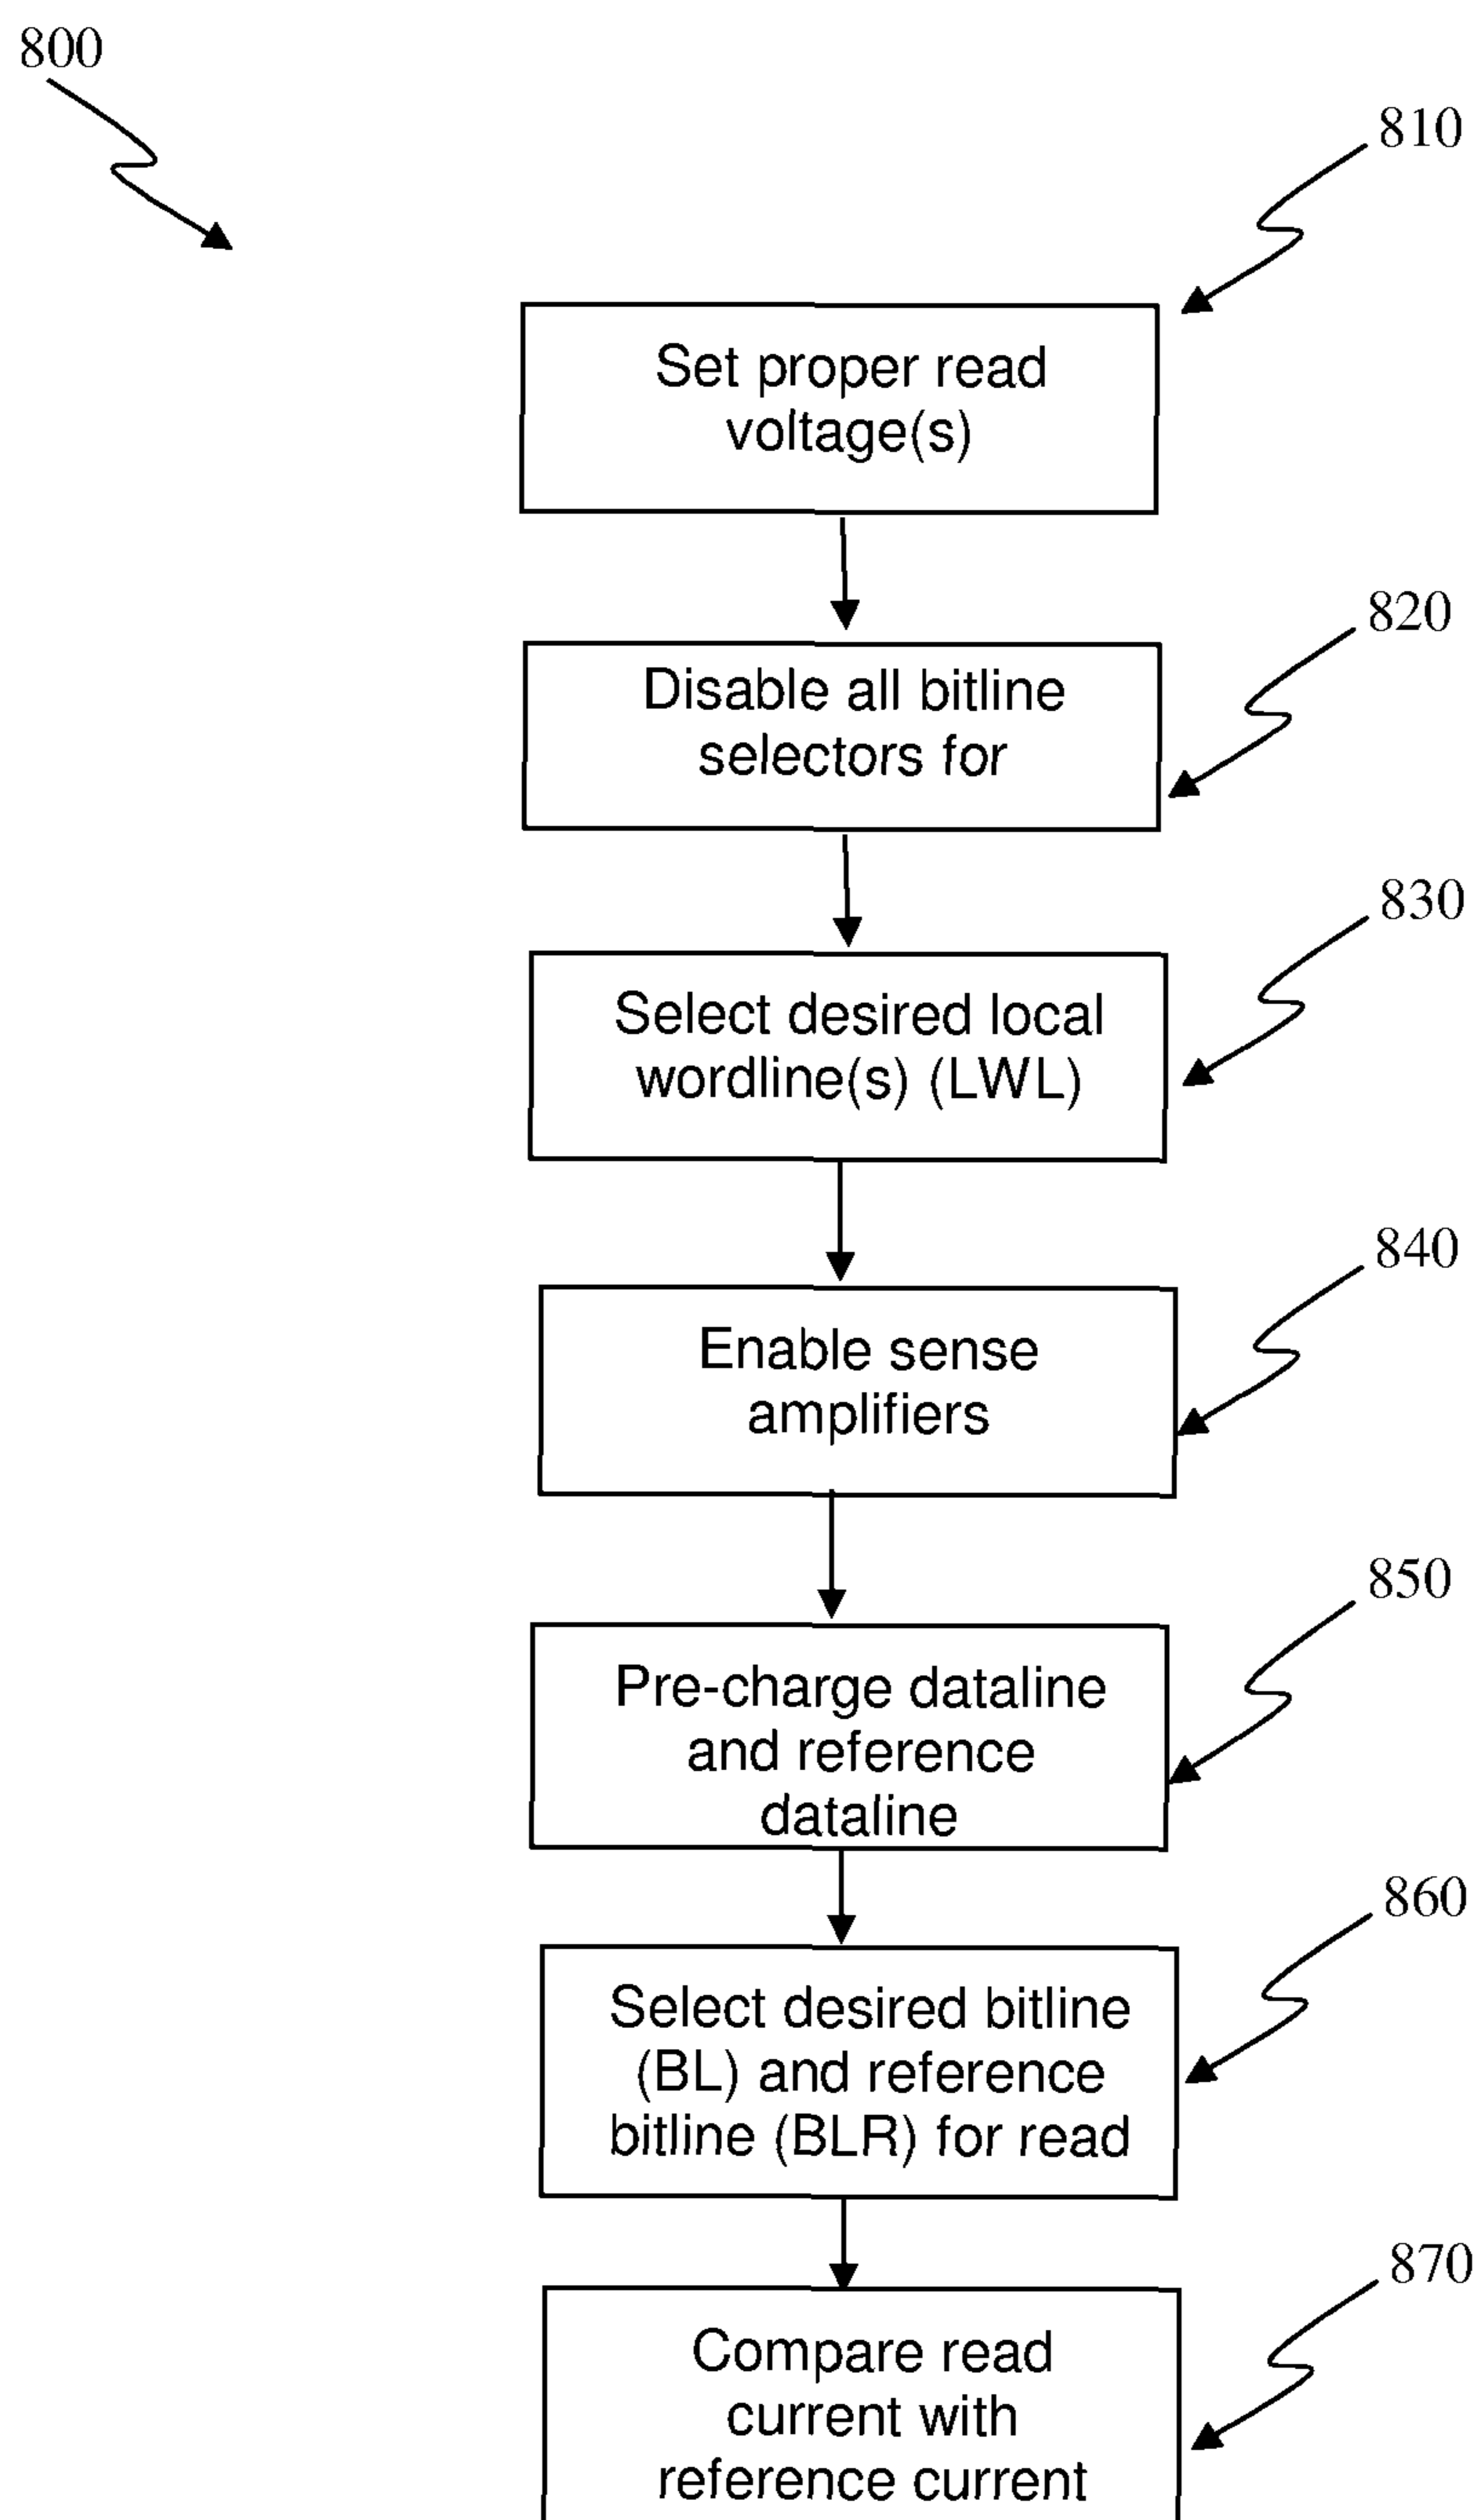 800
810
Set proper read
voltage(s)
820
Disable all bitline
selectors for
830
Select desired local
wordline(s) (LWL)
840
Enable sense
amplifiers
850
Pre-charge dataline
and reference
dataline
860
Select desired bitline
(BL) and reference
bitline (BLR) for read
870
Compare read
current with
reference current